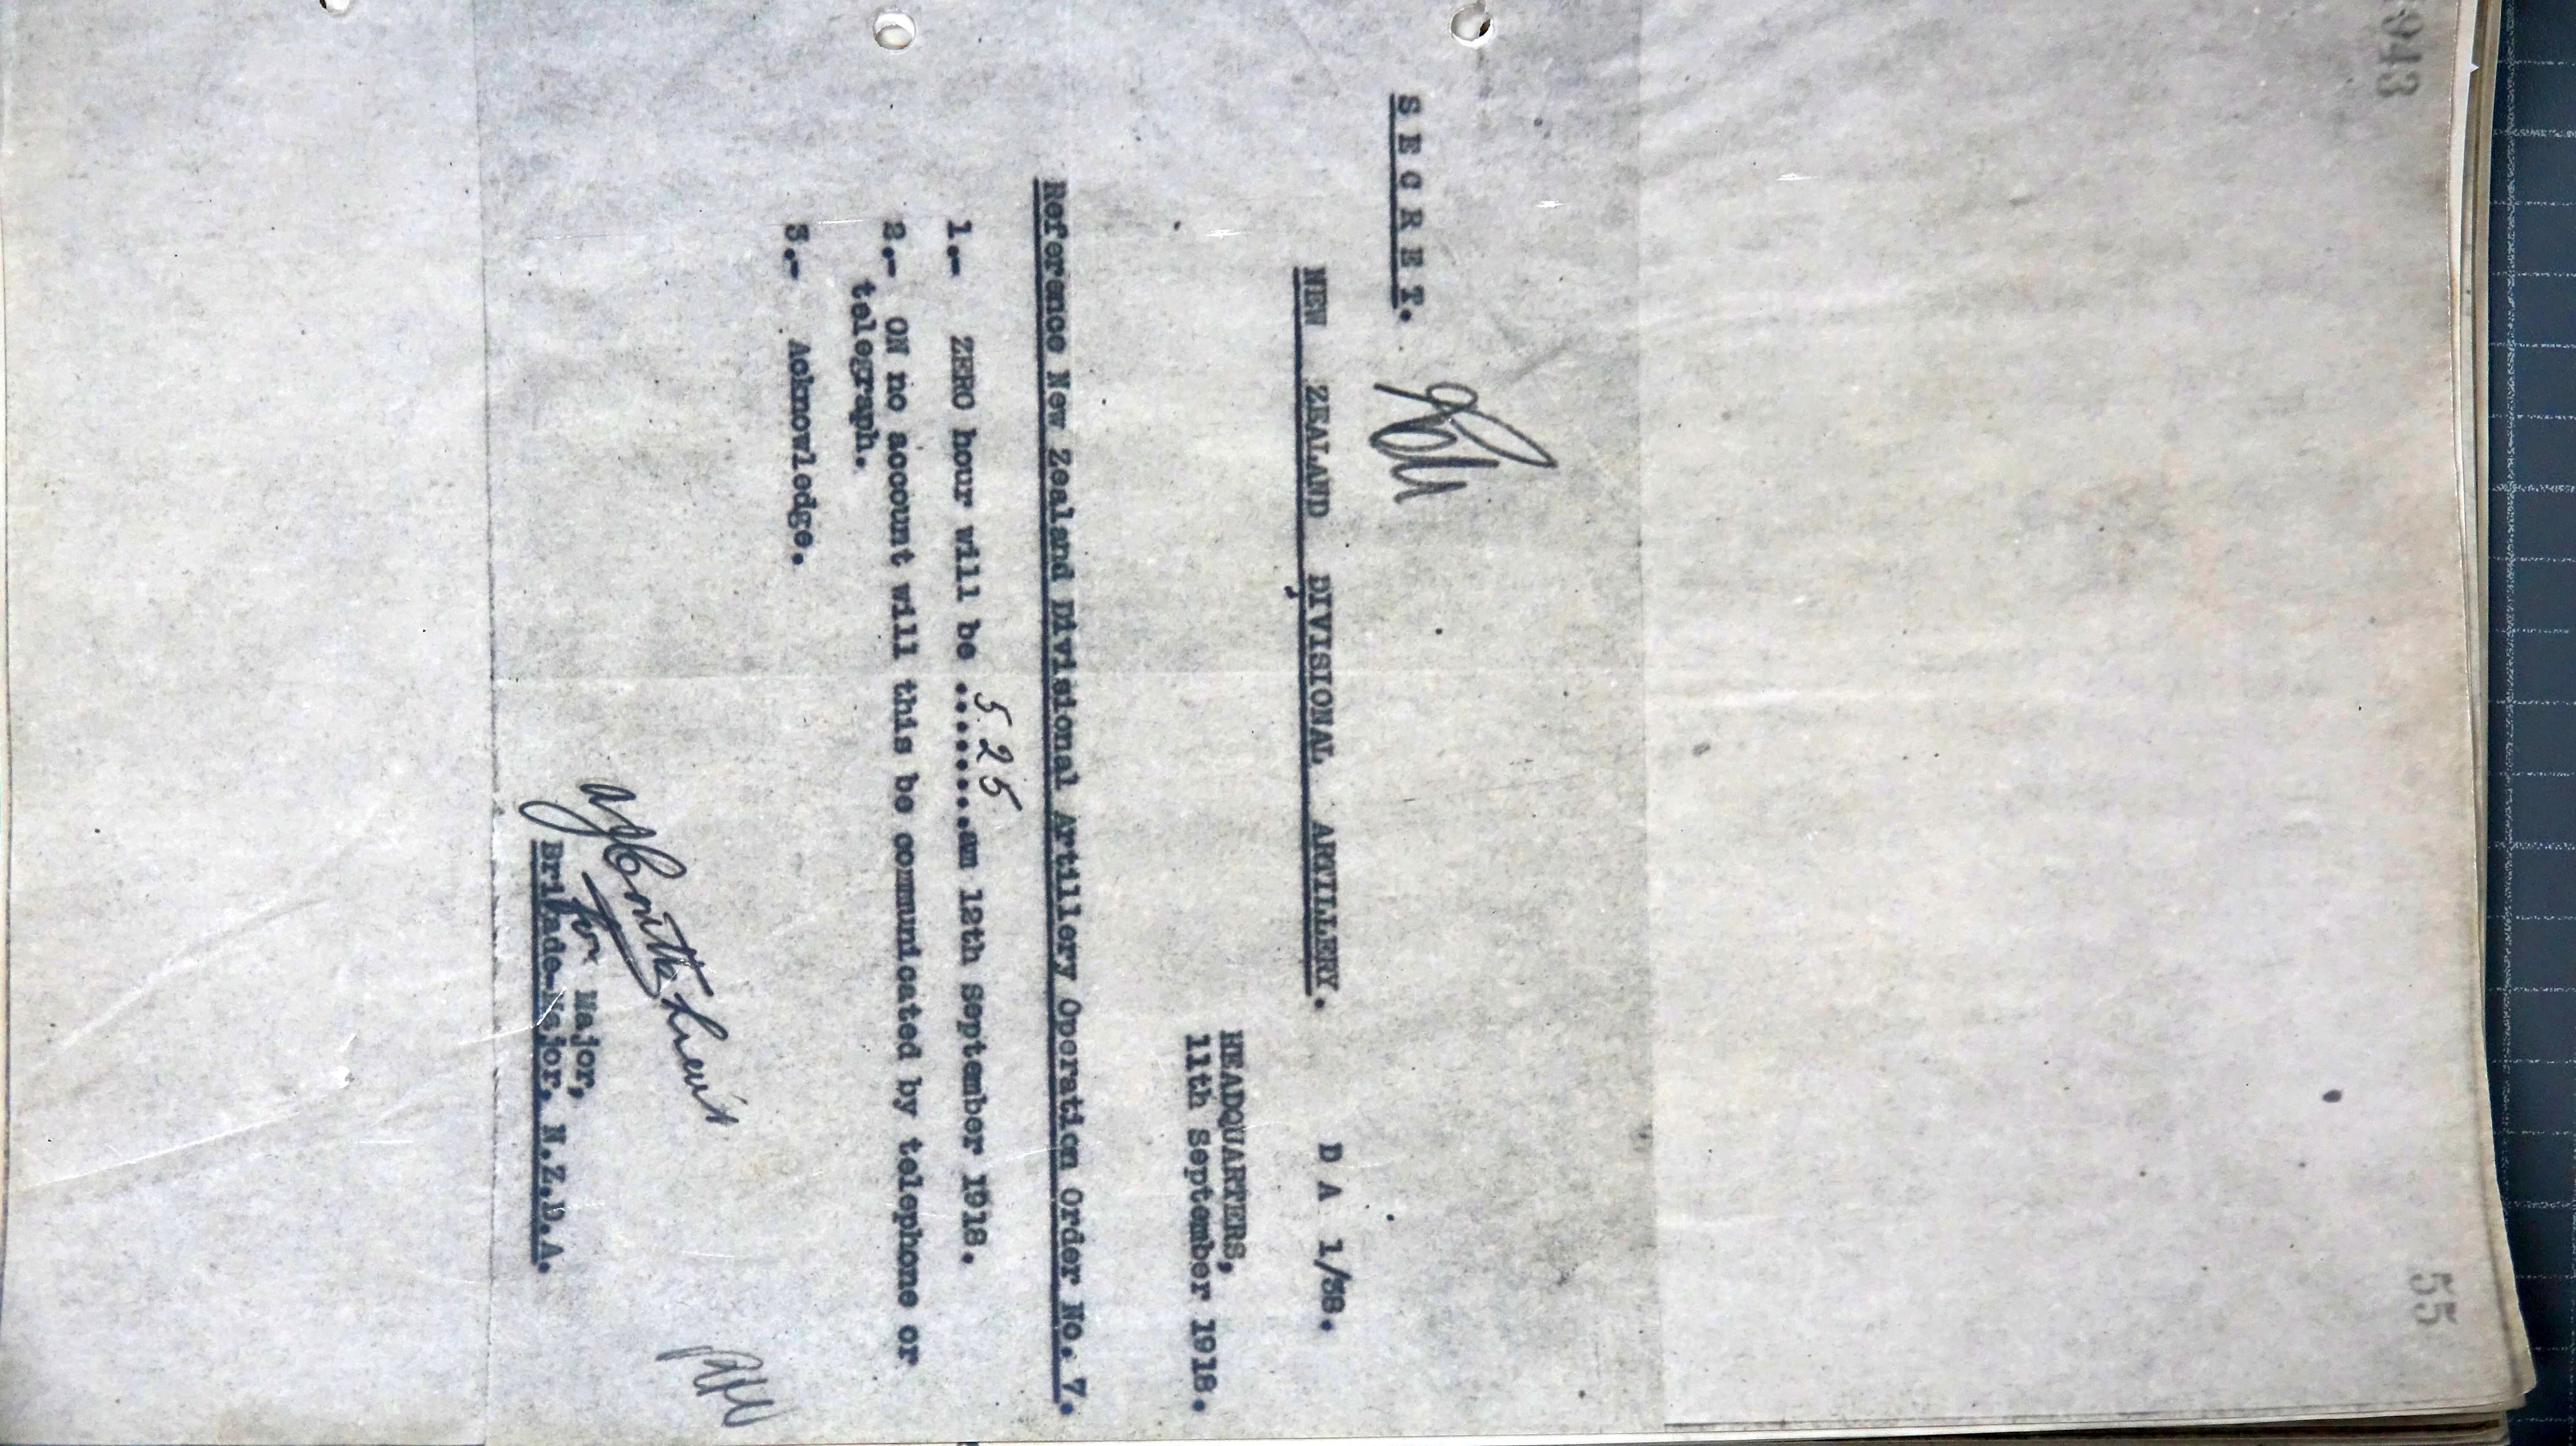 55
S E C R E T.
NEW ZEALAND DIVISIONAL ARTILLERY. D A 1/38.
HEADQUARTERS,
11th September 1918.
Reference New Zealand Divisional Artillery Operation Order No. 7.
1.- ZERO hour will be ..5.25..am 12th September 1918.
2.- ON no account will this be communicated by telephone or
telegraph.
3.- Acknowledge.
for Major,
Brigade-Major. N.Z.D.A.